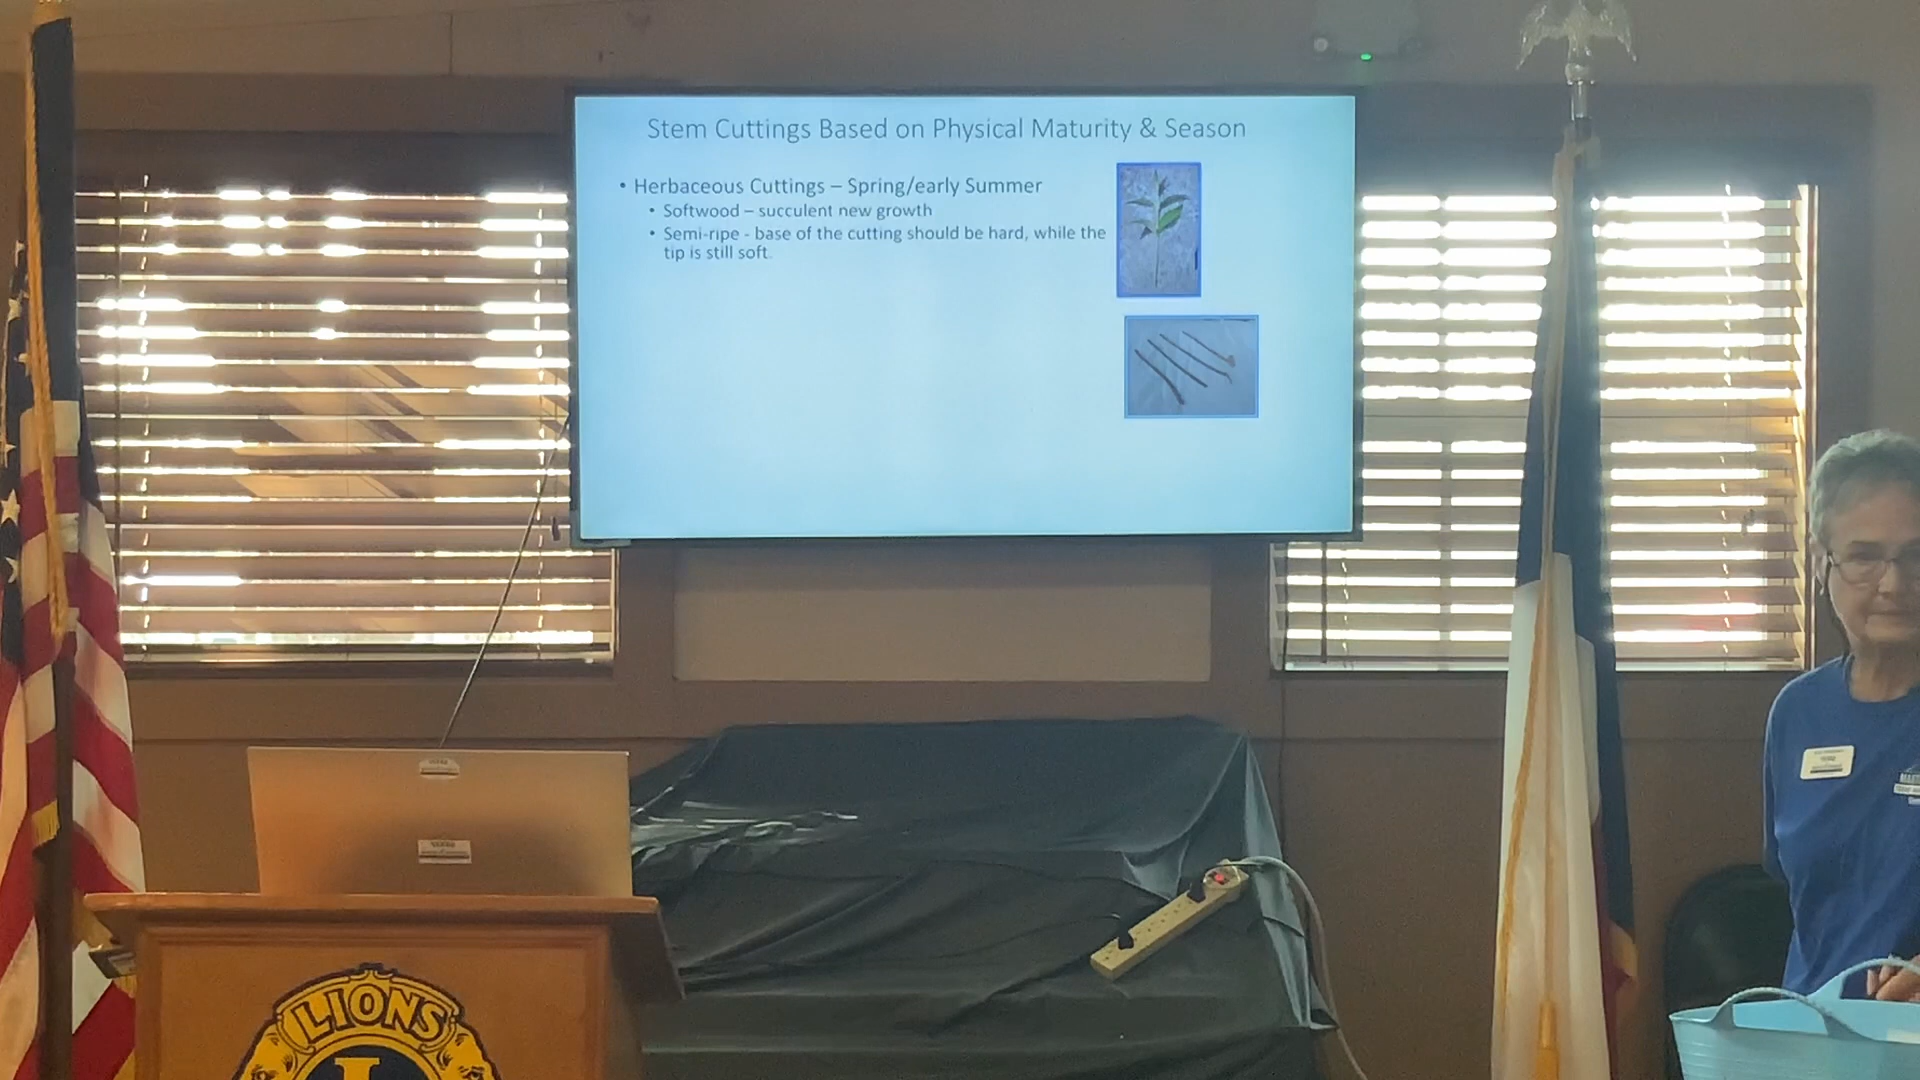 Stem Cuttings Based on Physical Maturity & Season
• Herbaceous Cuttings – Spring/early Summer
• Softwood – succulent new growth
• Semi-ripe - base of the cutting should be hard, while the
tip is still soft.
LIONS
L